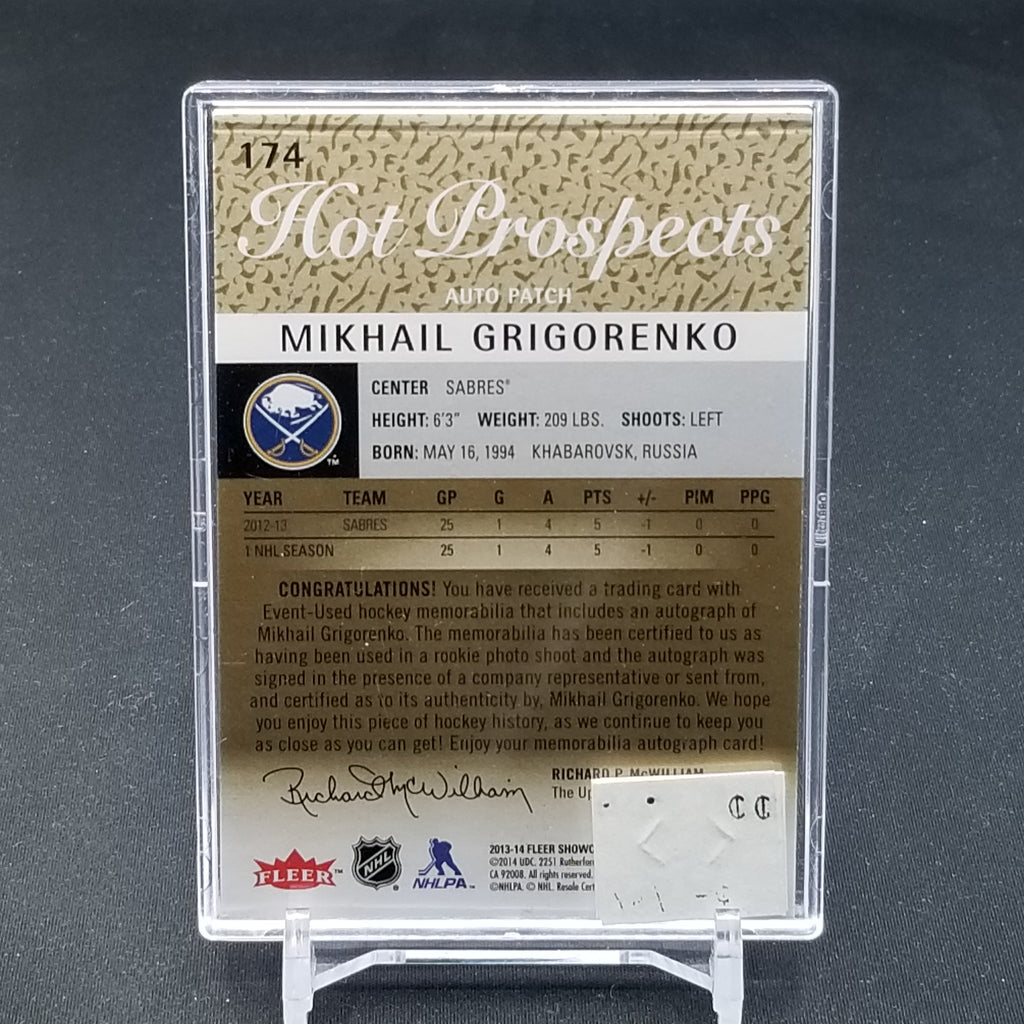 174
Hot Prospects
AUTO PATCH
MIKHAIL GRIGORENKO
CENTER SABRES®
HEIGHT: 6'3" WEIGHT: 209 LBS. SHOOTS: LEFT
BORN: MAY 16, 1994 KHABAROVSK, RUSSIA
™
YEAR TEAM GP G A PTS +/- PIM PPG
2012-13 SABRES 25 1 4 5 -1 0 0
1 NHL SEASON 25 1 4 5 -1 0 0
CONGRATULATIONS! You have received a trading card with
Event-Used hockey memorabilia that includes an autograph of
Mikhail Grigorenko. The memorabilia has been certified to us as
having been used in a rookie photo shoot and the autograph was
signed in the presence of a company representative or sent from,
and certified as to its authenticity by, Mikhail Grigorenko. We hope
you enjoy this piece of hockey history, as we continue to keep you
as close as you can get! Enjoy your memorabilia autograph card!
Richard McWilliam
RICHARD P. McWILLIAM
The Up
FLEER™
NHL®
NHLPA™
2013-14 FLEER SHOWC
©2014 UDC. 2251 Rutherfor
CA 92008. All rights reserved.
©NHLPA. © NHL. Resale Cert